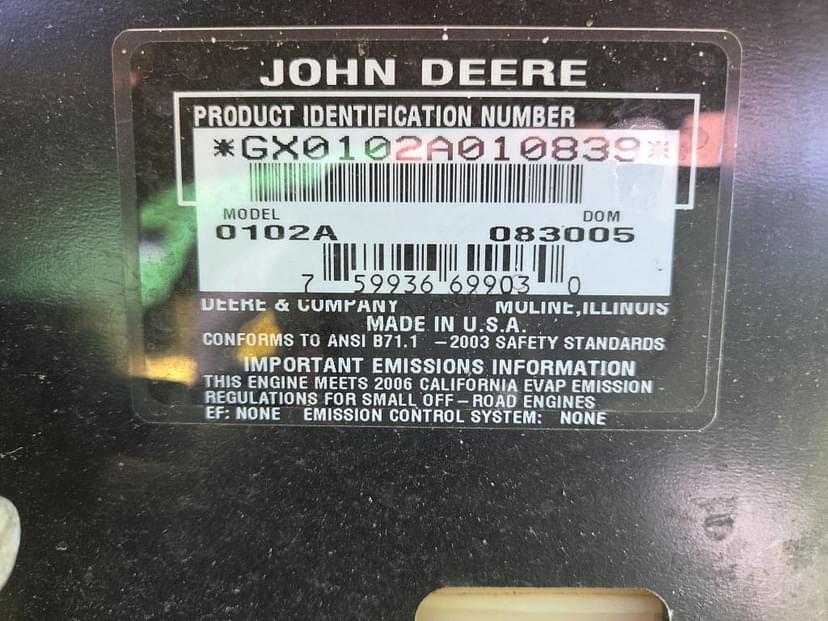 JOHN DEERE
PRODUCT IDENTIFICATION NUMBER
*GX0102A010839*
MODEL DOM
0102A 083005
7 59936 69903 0
DEERE & COMPANY MOLINE, ILLINOIS
MADE IN U.S.A.
CONFORMS TO ANSI B71.1 -2003 SAFETY STANDARDS
IMPORTANT EMISSIONS INFORMATION
THIS ENGINE MEETS 2006 CALIFORNIA EVAP EMISSION
REGULATIONS FOR SMALL OFF-ROAD ENGINES
EF: NONE EMISSION CONTROL SYSTEM: NONE